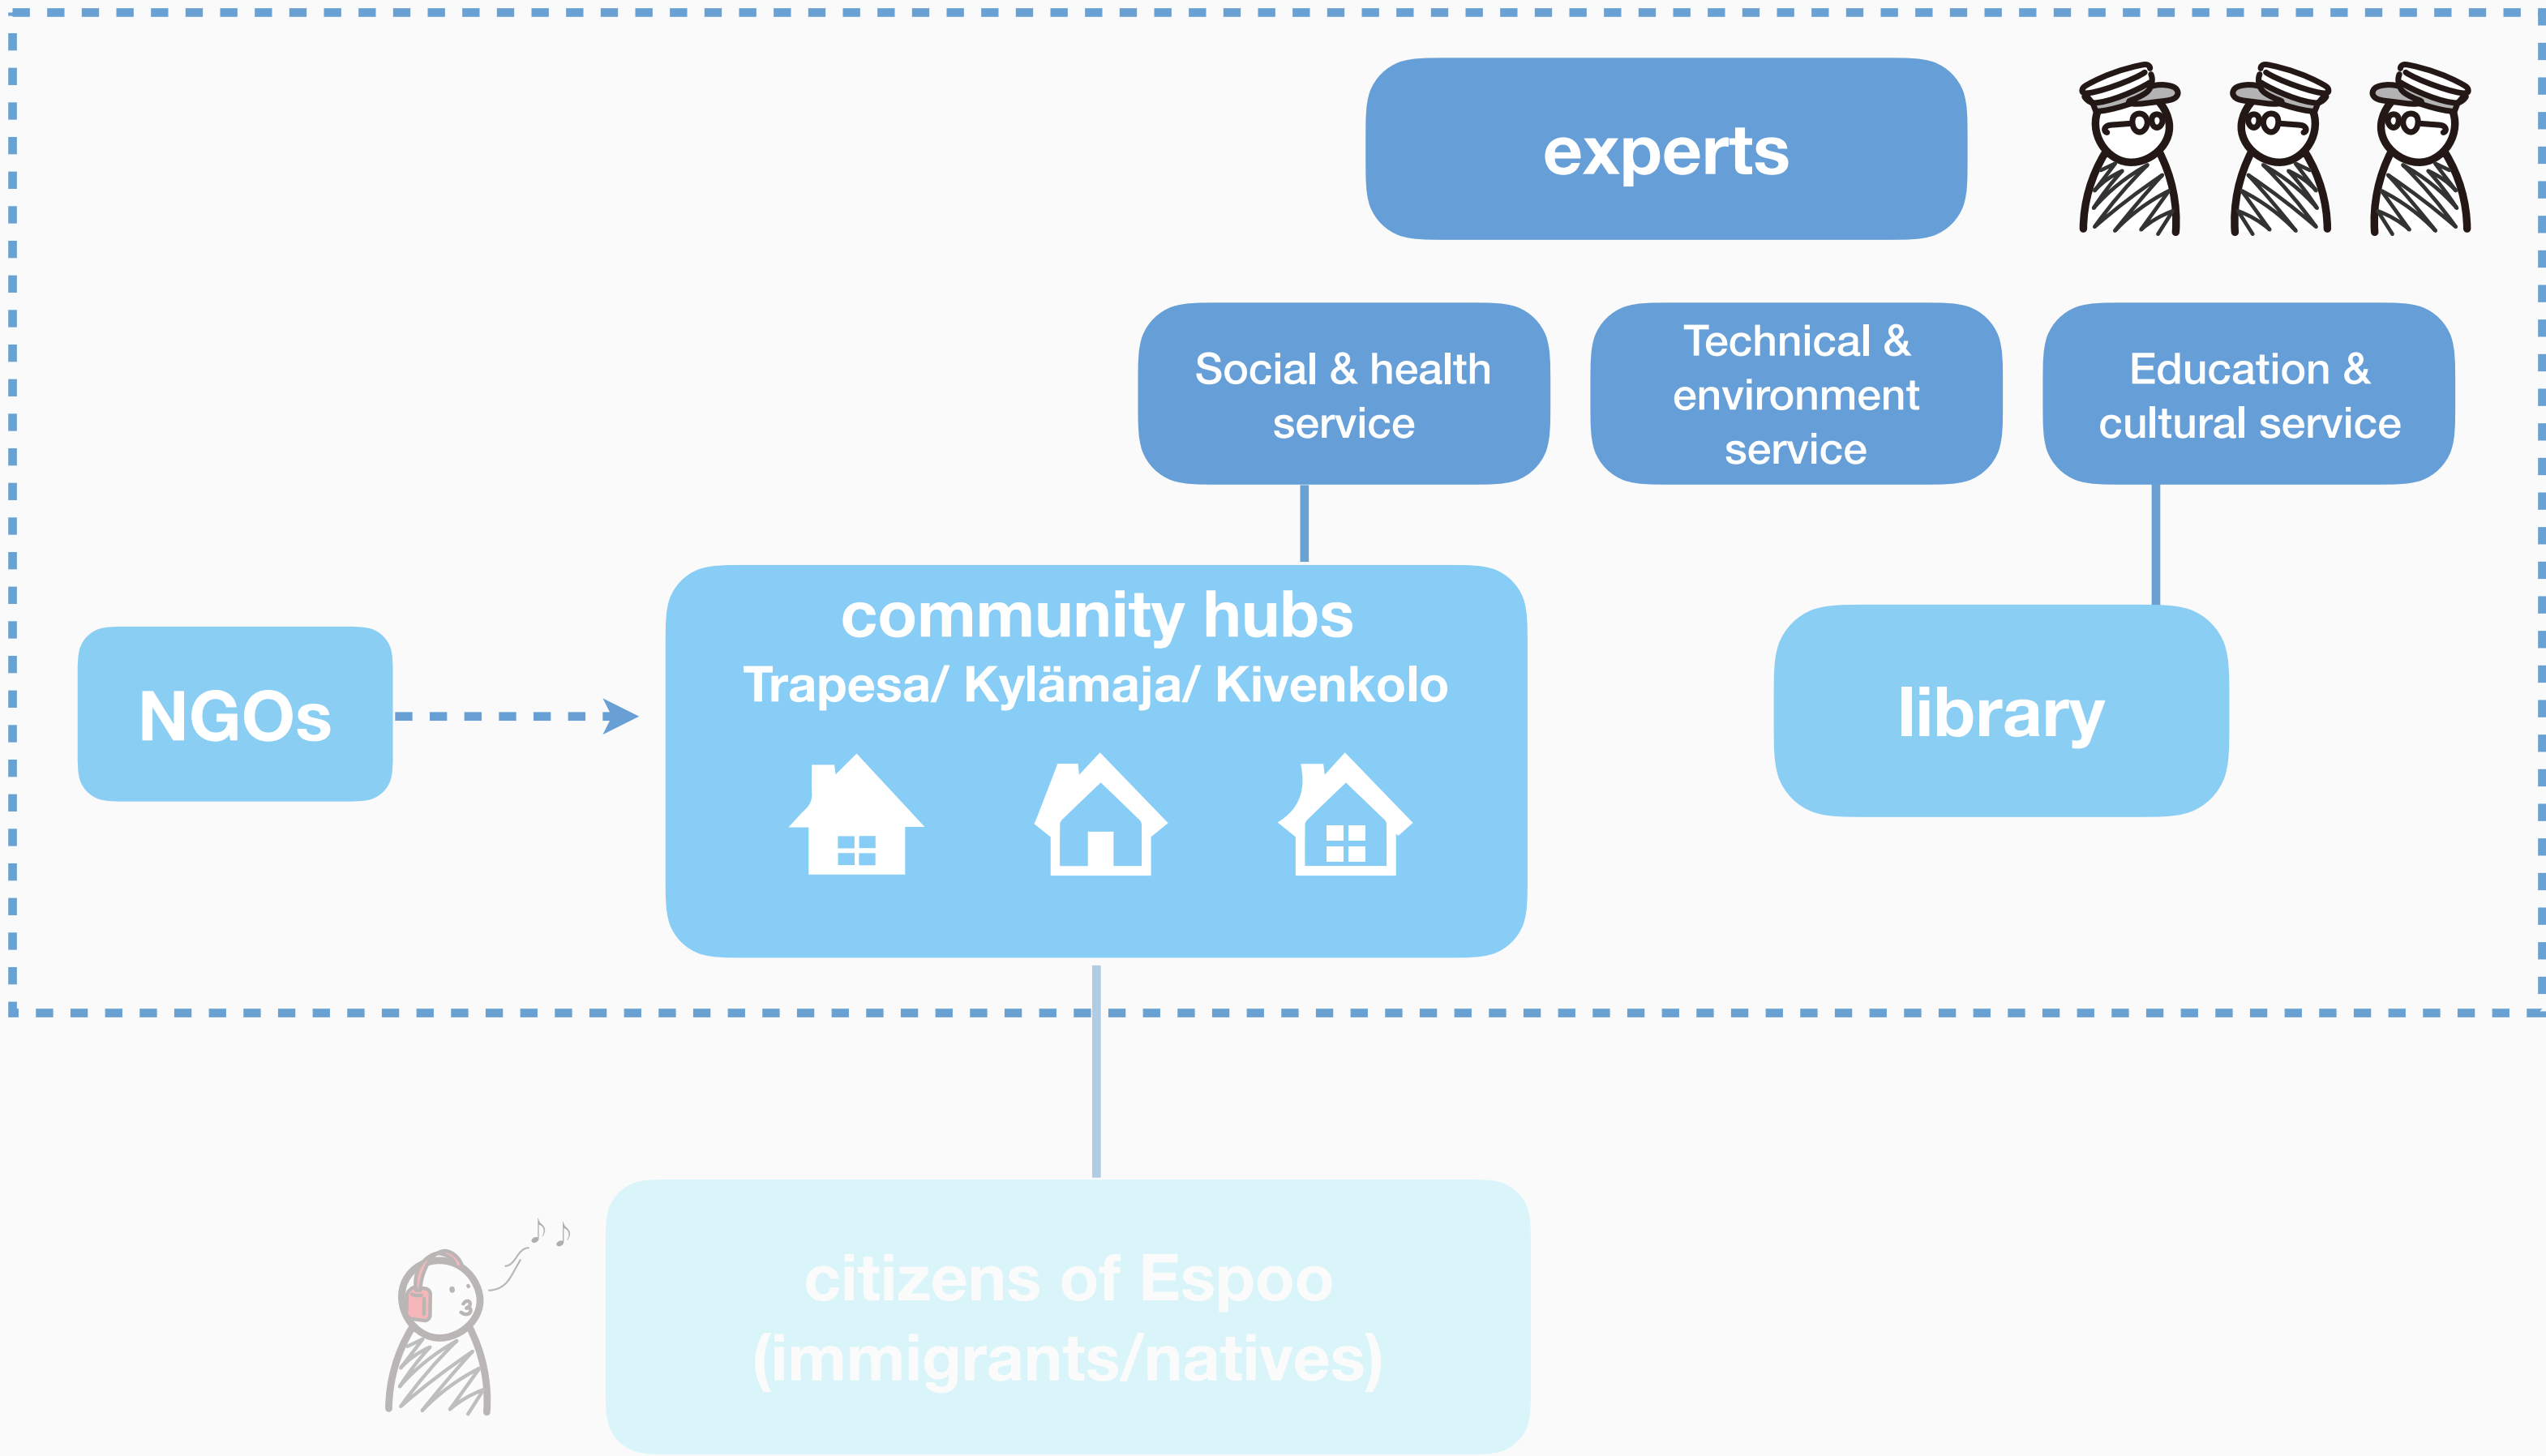 experts
Social & health
service
Technical &
environment
service
Education &
cultural service
NGOs
community hubs
Trapesa/ Kylämaja/ Kivenkolo
library
citizens of Espoo
(immigrants/natives)